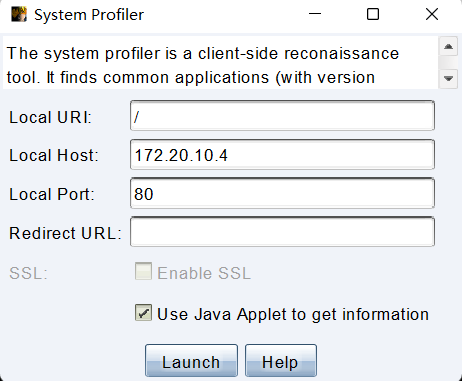 System Profiler
The system profiler is a client-side reconaissance
tool. It finds common applications (with version
Local URI: /
Local Host: 172.20.10.4
Local Port: 80
Redirect URL:
SSL: Enable SSL
Use Java Applet to get information
Launch Help